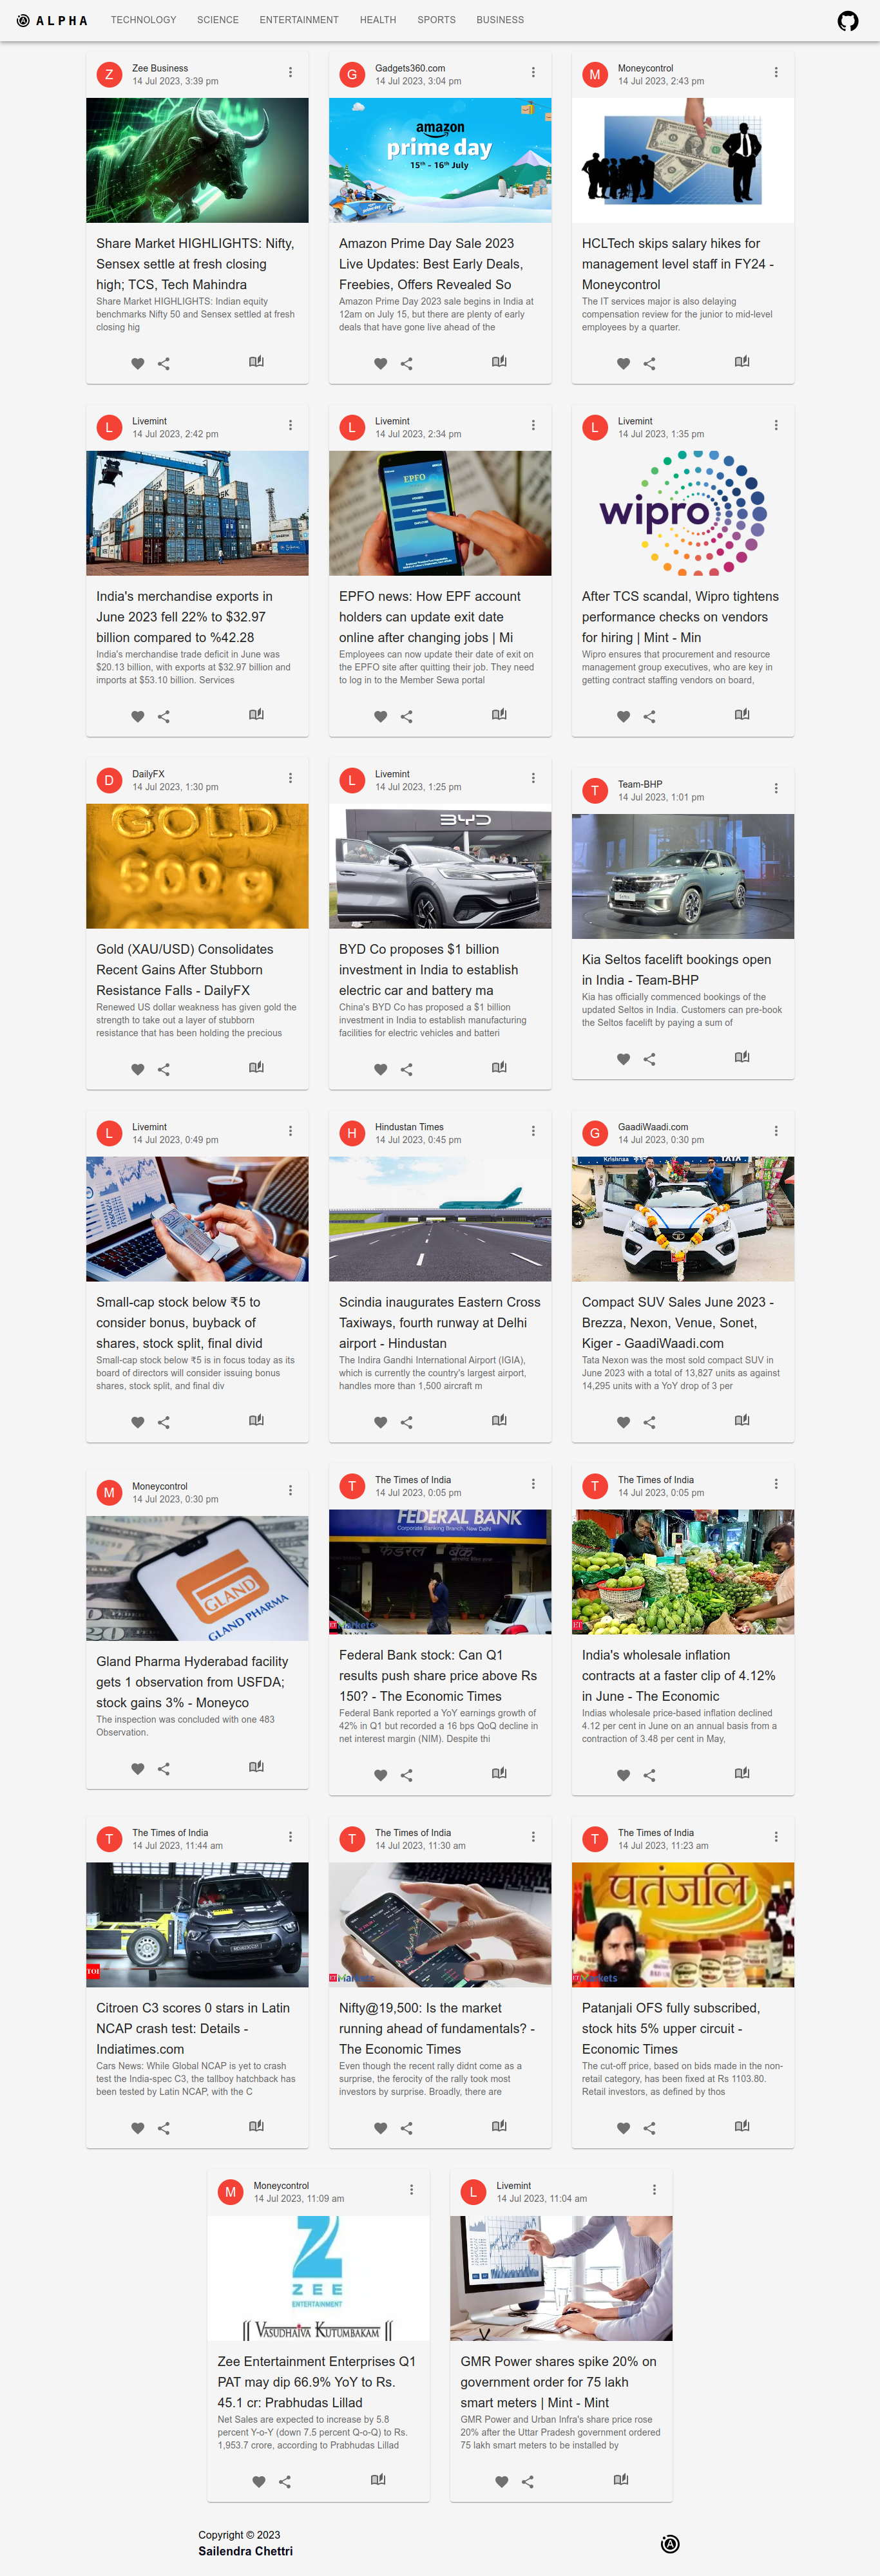 ALPHA
TECHNOLOGY SCIENCE ENTERTAINMENT HEALTH SPORTS BUSINESS
Z
Zee Business
14 Jul 2023, 3:39 pm
Share Market HIGHLIGHTS: Nifty,
Sensex settle at fresh closing
high; TCS, Tech Mahindra
Share Market HIGHLIGHTS: Indian equity
benchmarks Nifty 50 and Sensex settled at fresh
closing hig
G
Gadgets360.com
14 Jul 2023, 3:04 pm
amazon
prime day
15th - 16th July
Amazon Prime Day Sale 2023
Live Updates: Best Early Deals,
Freebies, Offers Revealed So
Amazon Prime Day 2023 sale begins in India at
12am on July 15, but there are plenty of early
deals that have gone live ahead of the
M
Moneycontrol
14 Jul 2023, 2:43 pm
HCLTech skips salary hikes for
management level staff in FY24 -
Moneycontrol
The IT services major is also delaying
compensation review for the junior to mid-level
employees by a quarter.
L
Livemint
14 Jul 2023, 2:42 pm
India's merchandise exports in
June 2023 fell 22% to $32.97
billion compared to %42.28
India's merchandise trade deficit in June was
$20.13 billion, with exports at $32.97 billion and
imports at $53.10 billion. Services
L
Livemint
14 Jul 2023, 2:34 pm
EPFO
EPFO news: How EPF account
holders can update exit date
online after changing jobs | Mi
Employees can now update their date of exit on
the EPFO site after quitting their job. They need
to log in to the Member Sewa portal
L
Livemint
14 Jul 2023, 1:35 pm
wipro
After TCS scandal, Wipro tightens
performance checks on vendors
for hiring | Mint - Min
Wipro ensures that procurement and resource
management group executives, who are key in
getting contract staffing vendors on board,
D
DailyFX
14 Jul 2023, 1:30 pm
GOLD
500 g
Gold (XAU/USD) Consolidates
Recent Gains After Stubborn
Resistance Falls - DailyFX
Renewed US dollar weakness has given gold the
strength to take out a layer of stubborn
resistance that has been holding the precious
L
Livemint
14 Jul 2023, 1:25 pm
BYD
BYD Co proposes $1 billion
investment in India to establish
electric car and battery ma
China's BYD Co has proposed a $1 billion
investment in India to establish manufacturing
facilities for electric vehicles and batteri
T
Team-BHP
14 Jul 2023, 1:01 pm
Kia Seltos facelift bookings open
in India - Team-BHP
Kia has officially commenced bookings of the
updated Seltos in India. Customers can pre-book
the Seltos facelift by paying a sum of
L
Livemint
14 Jul 2023, 0:49 pm
Small-cap stock below ₹5 to
consider bonus, buyback of
shares, stock split, final divid
Small-cap stock below ₹5 is in focus today as its
board of directors will consider issuing bonus
shares, stock split, and final div
H
Hindustan Times
14 Jul 2023, 0:45 pm
Scindia inaugurates Eastern Cross
Taxiways, fourth runway at Delhi
airport - Hindustan
The Indira Gandhi International Airport (IGIA),
which is currently the country's largest airport,
handles more than 1,500 aircraft m
G
GaadiWaadi.com
14 Jul 2023, 0:30 pm
Krishnaa
Compact SUV Sales June 2023 -
Brezza, Nexon, Venue, Sonet,
Kiger - GaadiWaadi.com
Tata Nexon was the most sold compact SUV in
June 2023 with a total of 13,827 units as against
14,295 units with a YoY drop of 3 per
M
Moneycontrol
14 Jul 2023, 0:30 pm
GLAND
GLAND PHARMA
Gland Pharma Hyderabad facility
gets 1 observation from USFDA;
stock gains 3% - Moneyco
The inspection was concluded with one 483
Observation.
T
The Times of India
14 Jul 2023, 0:05 pm
FEDERAL BANK
Corporate Banking Branch, New Delhi
फेडरल बैंक
ET Markets
Federal Bank stock: Can Q1
results push share price above Rs
150? - The Economic Times
Federal Bank reported a YoY earnings growth of
42% in Q1 but recorded a 16 bps QoQ decline in
net interest margin (NIM). Despite thi
T
The Times of India
14 Jul 2023, 0:05 pm
ET
India's wholesale inflation
contracts at a faster clip of 4.12%
in June - The Economic
Indias wholesale price-based inflation declined
4.12 per cent in June on an annual basis from a
contraction of 3.48 per cent in May,
T
The Times of India
14 Jul 2023, 11:44 am
TOI
Citroen C3 scores 0 stars in Latin
NCAP crash test: Details -
Indiatimes.com
Cars News: While Global NCAP is yet to crash
test the India-spec C3, the tallboy hatchback has
been tested by Latin NCAP, with the C
T
The Times of India
14 Jul 2023, 11:30 am
ET Markets
Nifty@19,500: Is the market
running ahead of fundamentals? -
The Economic Times
Even though the recent rally didnt come as a
surprise, the ferocity of the rally took most
investors by surprise. Broadly, there are
T
The Times of India
14 Jul 2023, 11:23 am
पतंजलि
ET Markets
Patanjali OFS fully subscribed,
stock hits 5% upper circuit -
Economic Times
The cut-off price, based on bids made in the non-
retail category, has been fixed at Rs 1103.80.
Retail investors, as defined by thos
M
Moneycontrol
14 Jul 2023, 11:09 am
ZEE
ENTERTAINMENT
VASUDHAIVA KUTUMBAKAM
Zee Entertainment Enterprises Q1
PAT may dip 66.9% YoY to Rs.
45.1 cr: Prabhudas Lillad
Net Sales are expected to increase by 5.8
percent Y-o-Y (down 7.5 percent Q-o-Q) to Rs.
1,953.7 crore, according to Prabhudas Lillad
L
Livemint
14 Jul 2023, 11:04 am
GMR Power shares spike 20% on
government order for 75 lakh
smart meters | Mint - Mint
GMR Power and Urban Infra's share price rose
20% after the Uttar Pradesh government ordered
75 lakh smart meters to be installed by
Copyright © 2023
Sailendra Chettri